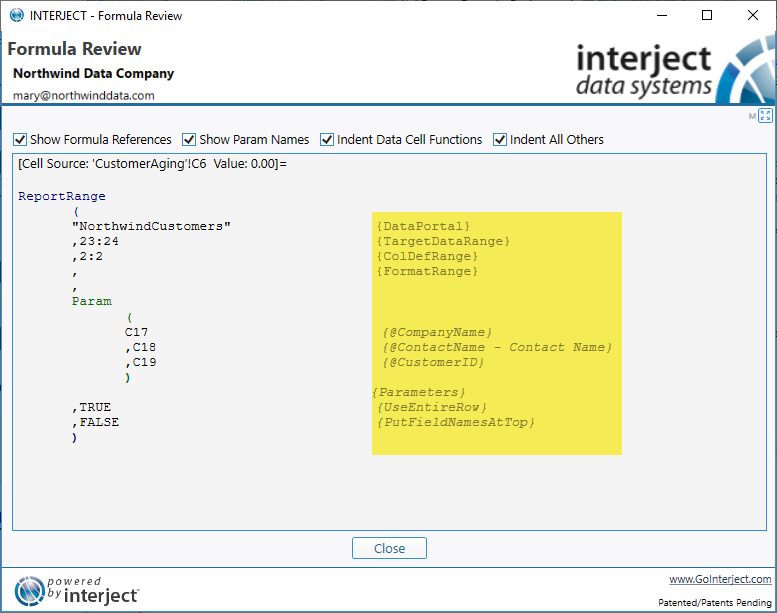 INTERJECT - Formula Review
Formula Review
Northwind Data Company
mary@northwinddata.com
interject
data systems
M
Show Formula References Show Param Names Indent Data Cell Functions Indent All Others
[Cell Source: 'CustomerAging'!C6 Value: 0.00]=
ReportRange
(
"NorthwindCustomers" {DataPortal}
,23:24 {TargetDataRange}
,2:2 {ColDefRange}
, {FormatRange}
,
Param
(
C17 {@CompanyName}
,C18 {@ContactName - Contact Name}
,C19 {@CustomerID}
)
{Parameters}
,TRUE {UseEntireRow}
,FALSE {PutFieldNamesAtTop}
)
Close
powered
by interject
www.GoInterject.com
Patented/Patents Pending